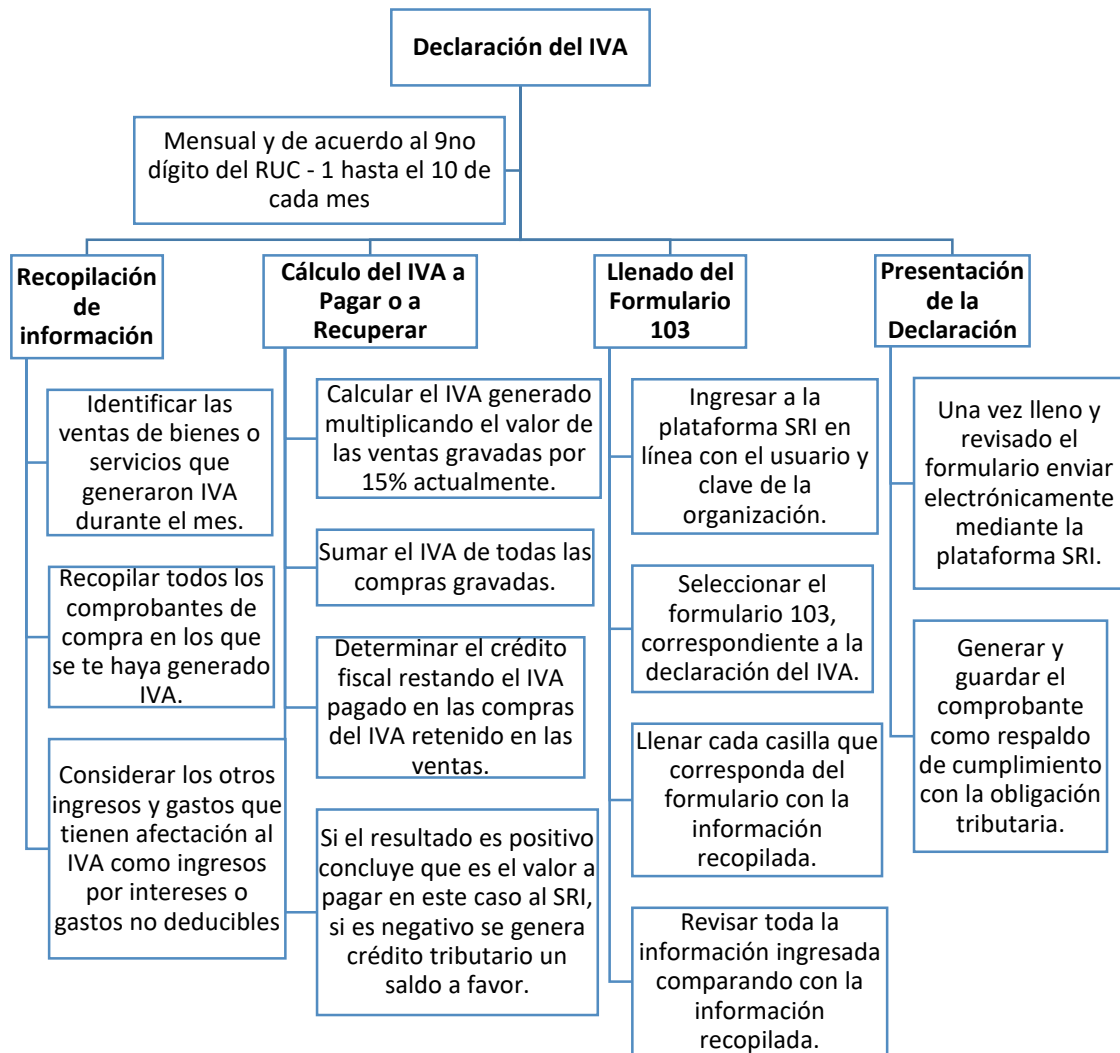 Declaración del IVA
Mensual y de acuerdo al 9no
dígito del RUC - 1 hasta el 10 de
cada mes
Recopilación
de
información
Identificar las
ventas de bienes o
servicios que
generaron IVA
durante el mes.
Recopilar todos los
comprobantes de
compra en los que
se te haya generado
IVA.
Considerar los otros
ingresos y gastos que
tienen afectación al
IVA como ingresos
por intereses o
gastos no deducibles
Cálculo del IVA a
Pagar o a
Recuperar
Calcular el IVA generado
multiplicando el valor de
las ventas gravadas por
15% actualmente.
Sumar el IVA de todas las
compras gravadas.
Determinar el crédito
fiscal restando el IVA
pagado en las compras
del IVA retenido en las
ventas.
Si el resultado es positivo
concluye que es el valor a
pagar en este caso al SRI,
si es negativo se genera
crédito tributario un
saldo a favor.
Llenado del
Formulario
103
Ingresar a la
plataforma SRI en
línea con el usuario y
clave de la
organización.
Seleccionar el
formulario 103,
correspondiente a la
declaración del IVA.
Llenar cada casilla que
corresponda del
formulario con la
información
recopilada.
Revisar toda la
información ingresada
comparando con la
información
recopilada.
Presentación
de la
Declaración
Una vez lleno y
revisado el
formulario enviar
electrónicamente
mediante la
plataforma SRI.
Generar y
guardar el
comprobante
como respaldo
de cumplimiento
con la obligación
tributaria.